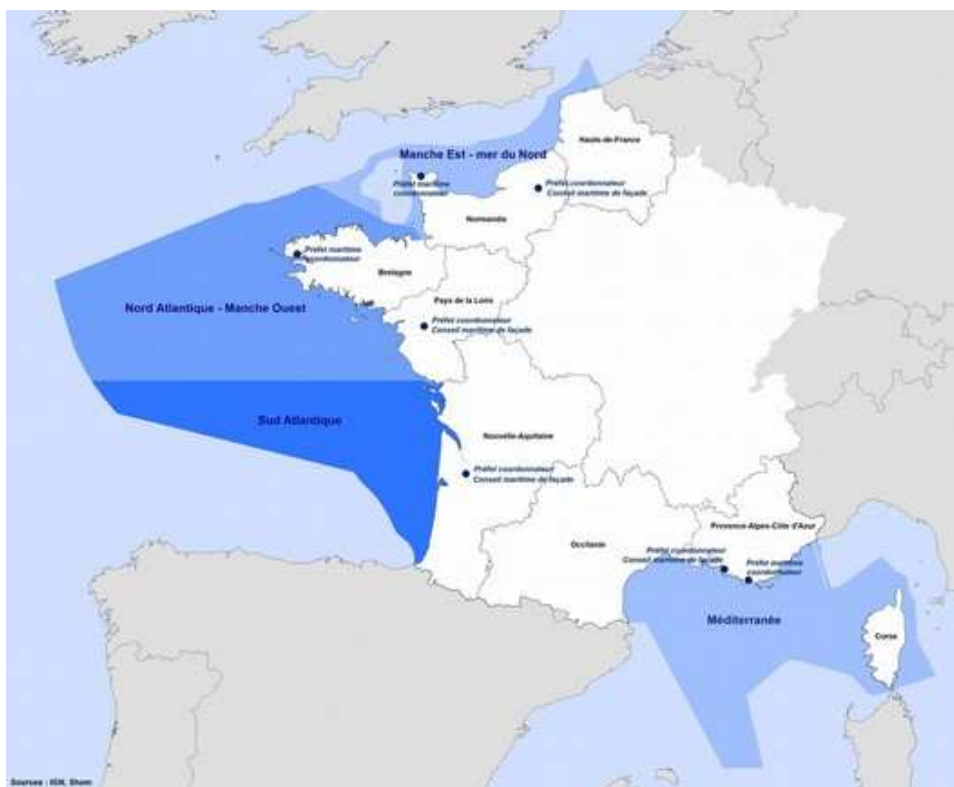 Hauts-de-France
Manche Est - mer du Nord
Préfet maritime
coordonnateur
Préfet coordonnateur
Conseil maritime de façade
Normandie
Préfet maritime
coordonnateur
Bretagne
Nord Atlantique - Manche Ouest
Pays de la Loire
Préfet coordonnateur
Conseil maritime de façade
Sud Atlantique
Nouvelle-Aquitaine
Préfet coordonnateur
Conseil maritime de façade
Provence-Alpes-Côte d'Azur
Occitanie
Préfet coordonnateur
Conseil maritime de façade
Préfet maritime
coordonnateur
Méditerranée
Corse
Sources : IGN, Shom